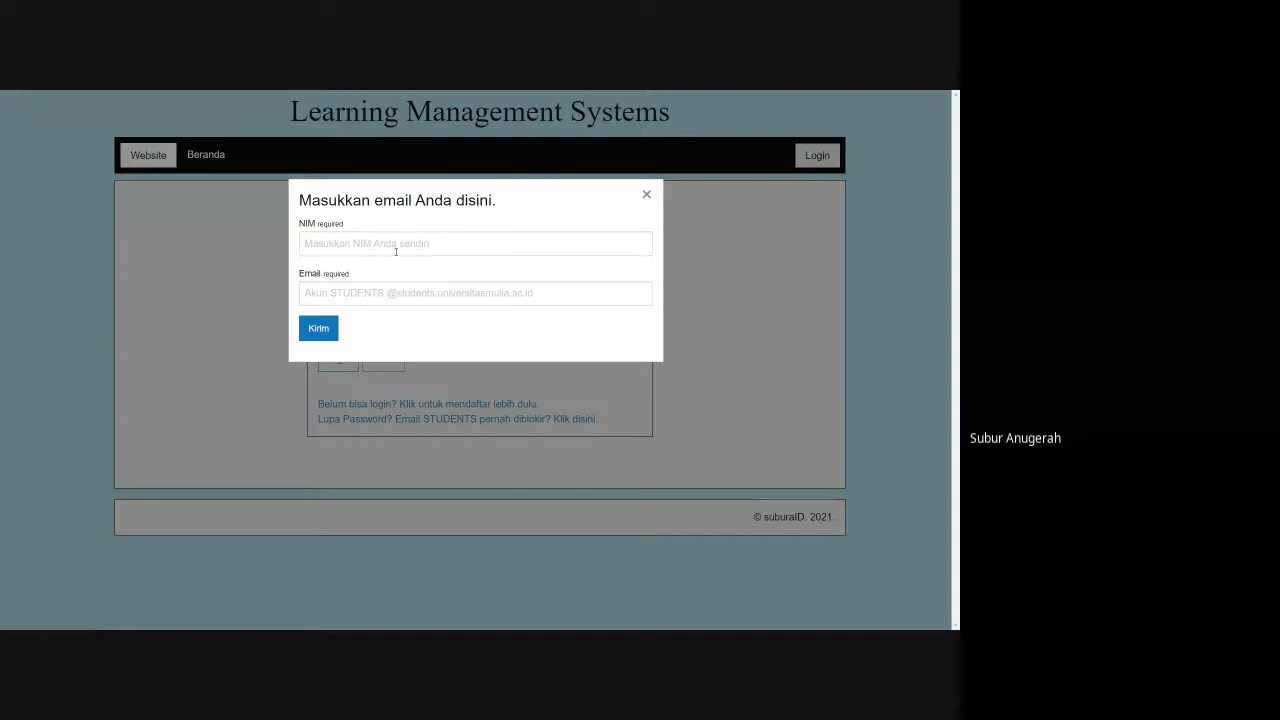 Learning Management Systems
Website Beranda Login
Masukkan email Anda disini. ×
NIM required
Masukkan NIM Anda sendiri
Email required
Akun STUDENTS @students.universitasmulia.ac.id
Kirim
Belum bisa login? Klik untuk mendaftar lebih dulu.
Lupa Password? Email STUDENTS pernah diblokir? Klik disini.
Subur Anugerah
© suburaID. 2021.